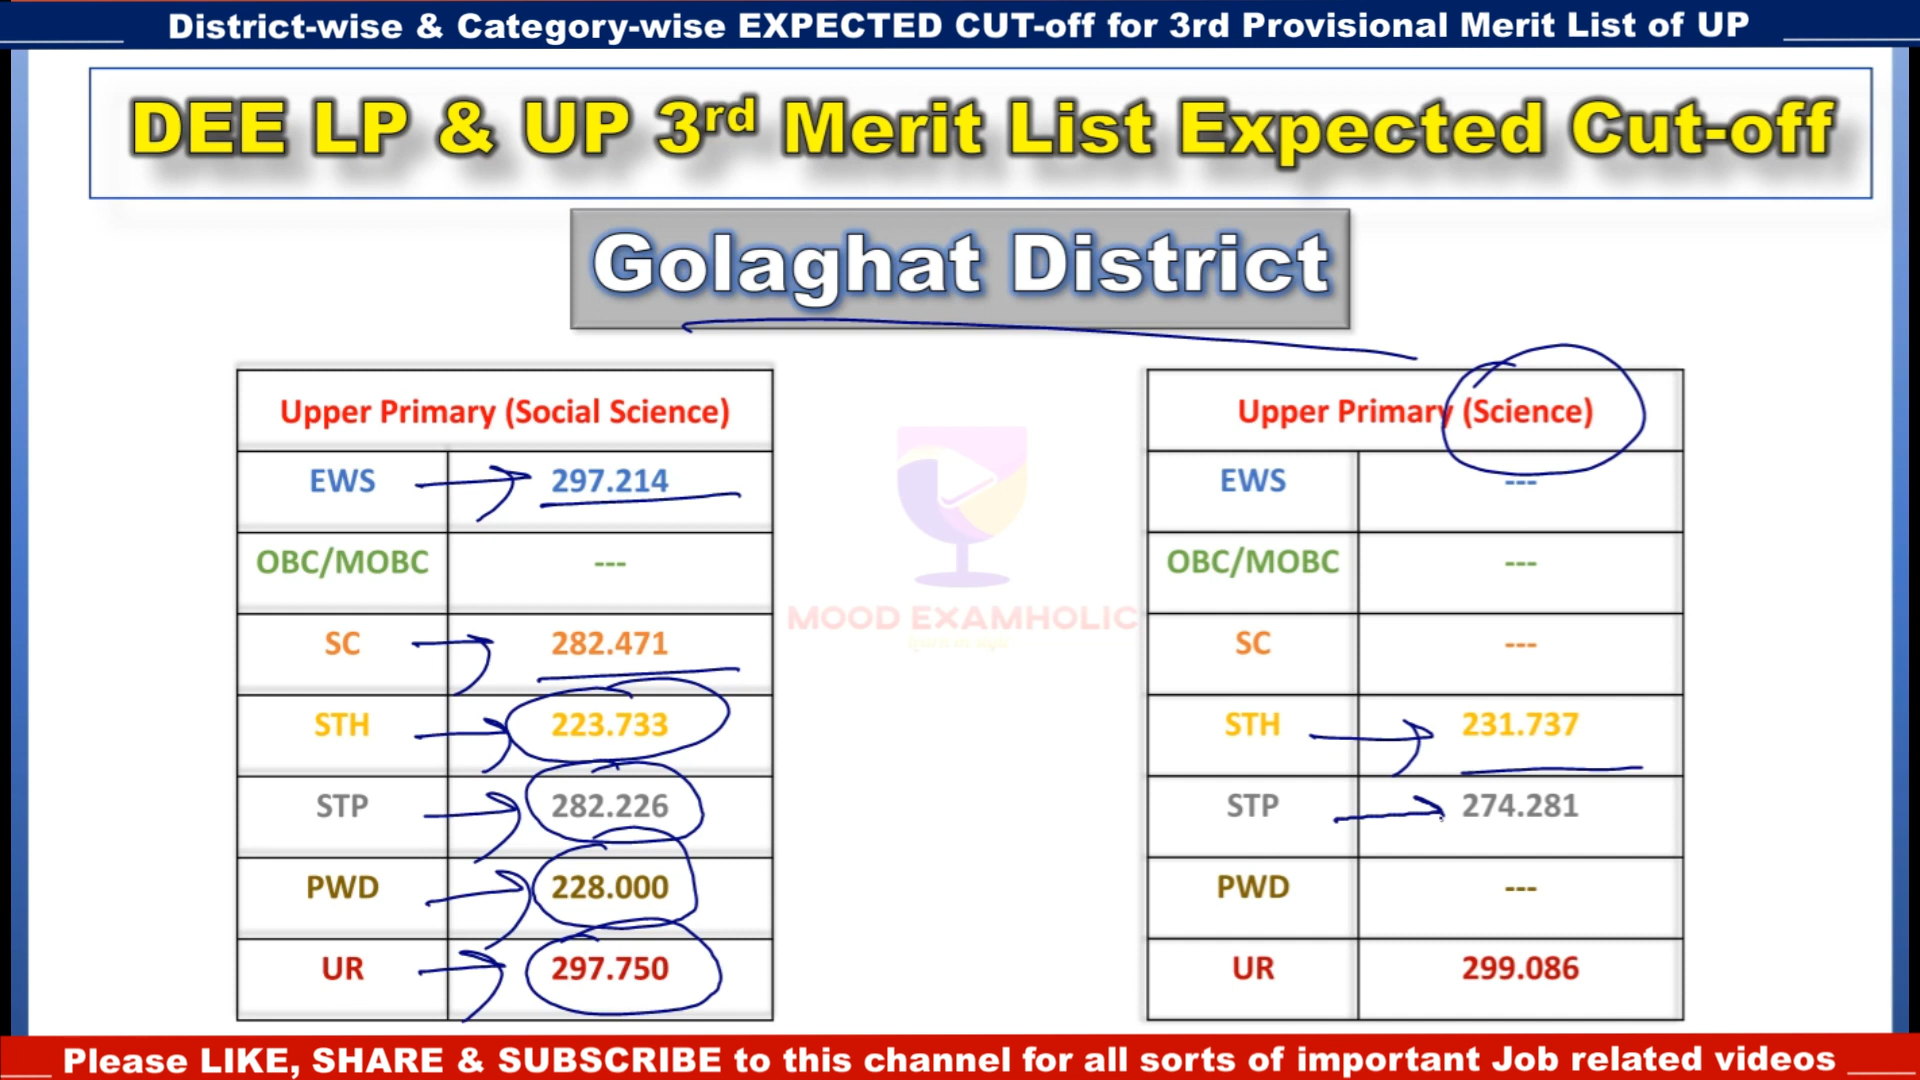 District-wise & Category-wise EXPECTED CUT-off for 3rd Provisional Merit List of UP
DEE LP & UP 3rd Merit List Expected Cut-off
Golaghat District
Upper Primary (Social Science)
EWS 297.214
OBC/MOBC ---
SC 282.471
STH 223.733
STP 282.226
PWD 228.000
UR 297.750
MOOD EXAMHOLIC
Upper Primary (Science)
EWS ---
OBC/MOBC ---
SC ---
STH 231.737
STP 274.281
PWD ---
UR 299.086
Please LIKE, SHARE & SUBSCRIBE to this channel for all sorts of important Job related videos